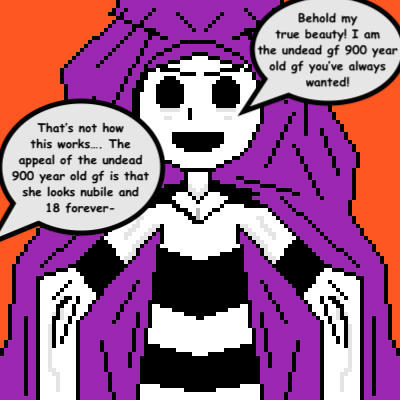 Behold my
true beauty! I am
the undead gf 900 year
old gf you've always
wanted!
That's not how
this works.... The
appeal of the undead
900 year old gf is that
she looks nubile and
18 forever-